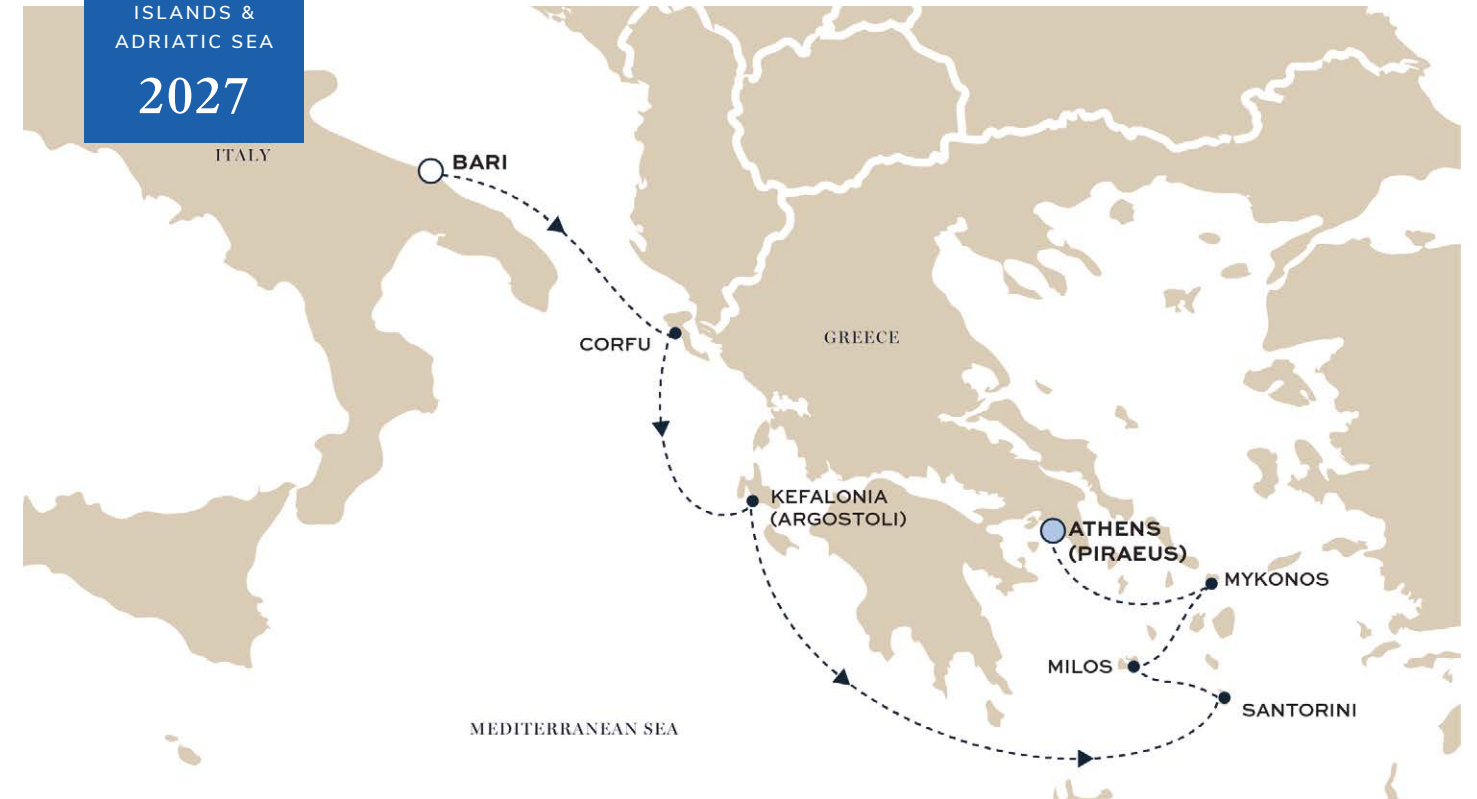 ISLANDS &
ADRIATIC SEA
2027
ITALY
BARI
CORFU
GREECE
KEFALONIA
(ARGOSTOLI)
ATHENS
(PIRAEUS)
MYKONOS
MILOS
SANTORINI
MEDITERRANEAN SEA